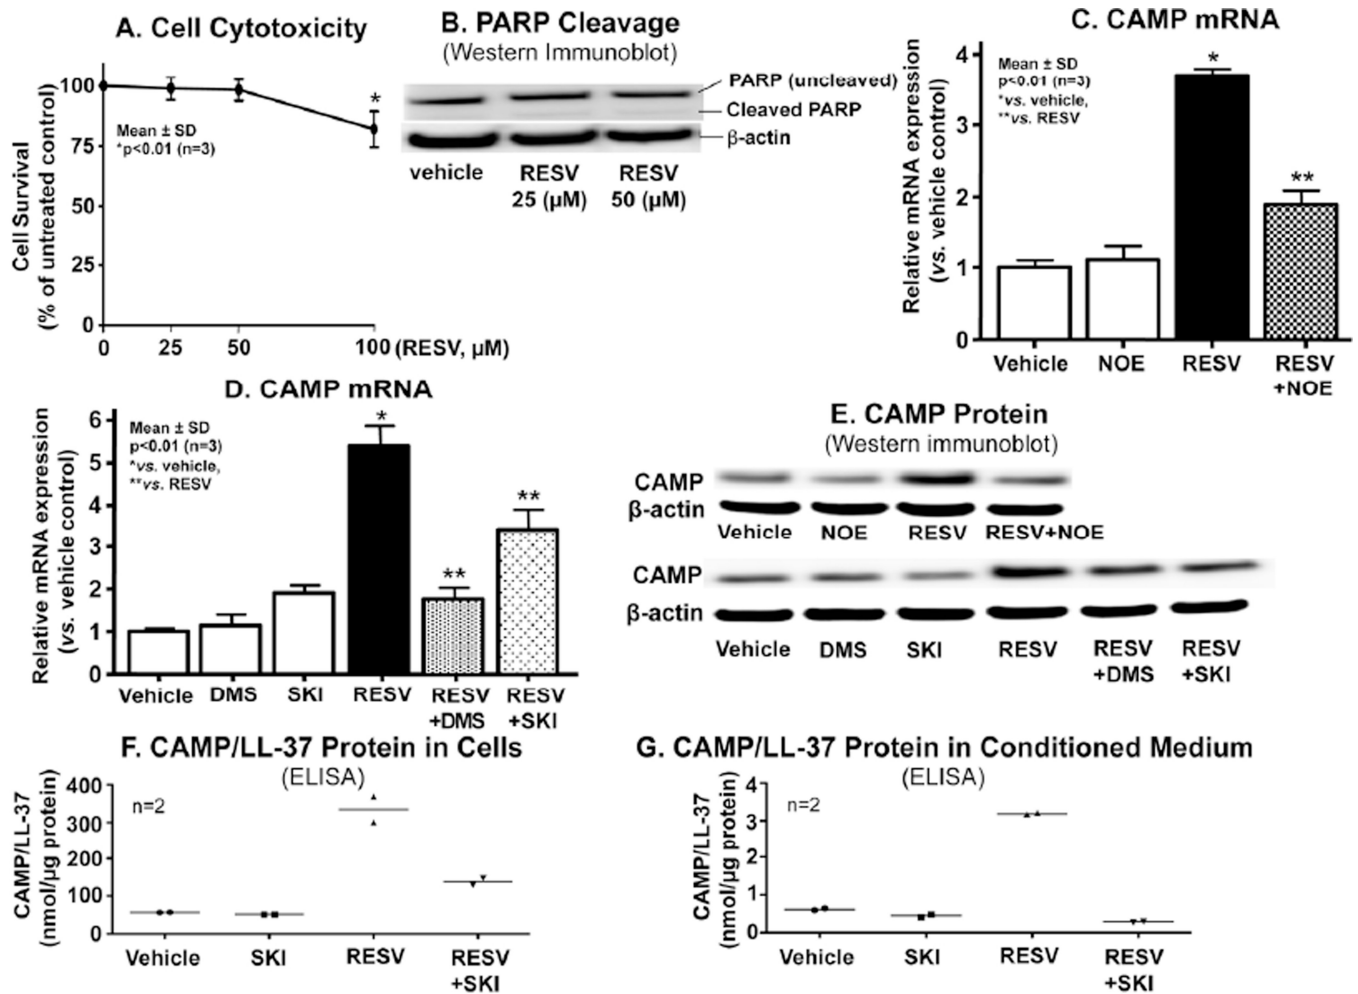 A. Cell Cytotoxicity
Cell Survival
(% of untreated control)
100
75
50
25
0
Mean ± SD
*p<0.01 (n=3)
*
0 25 50 100 (RESV, µM)
B. PARP Cleavage
(Western Immunoblot)
PARP (uncleaved)
Cleaved PARP
β-actin
vehicle RESV RESV
25 (µM) 50 (µM)
C. CAMP mRNA
Relative mRNA expression
(vs. vehicle control)
4
3
2
1
0
Mean ± SD
p<0.01 (n=3)
*vs. vehicle,
**vs. RESV
*
**
Vehicle NOE RESV RESV
+NOE
D. CAMP mRNA
Relative mRNA expression
(vs. vehicle control)
6
5
4
3
2
1
0
Mean ± SD
p<0.01 (n=3)
*vs. vehicle,
**vs. RESV
*
**
**
Vehicle DMS SKI RESV RESV RESV
+DMS +SKI
E. CAMP Protein
(Western immunoblot)
CAMP
β-actin
Vehicle NOE RESV RESV+NOE
CAMP
β-actin
Vehicle DMS SKI RESV RESV RESV
+DMS +SKI
F. CAMP/LL-37 Protein in Cells
(ELISA)
CAMP/LL-37
(nmol/µg protein)
400
300
200
100
0
n=2
Vehicle SKI RESV RESV
+SKI
G. CAMP/LL-37 Protein in Conditioned Medium
(ELISA)
CAMP/LL-37
(nmol/µg protein)
4
3
2
1
0
n=2
Vehicle SKI RESV RESV
+SKI